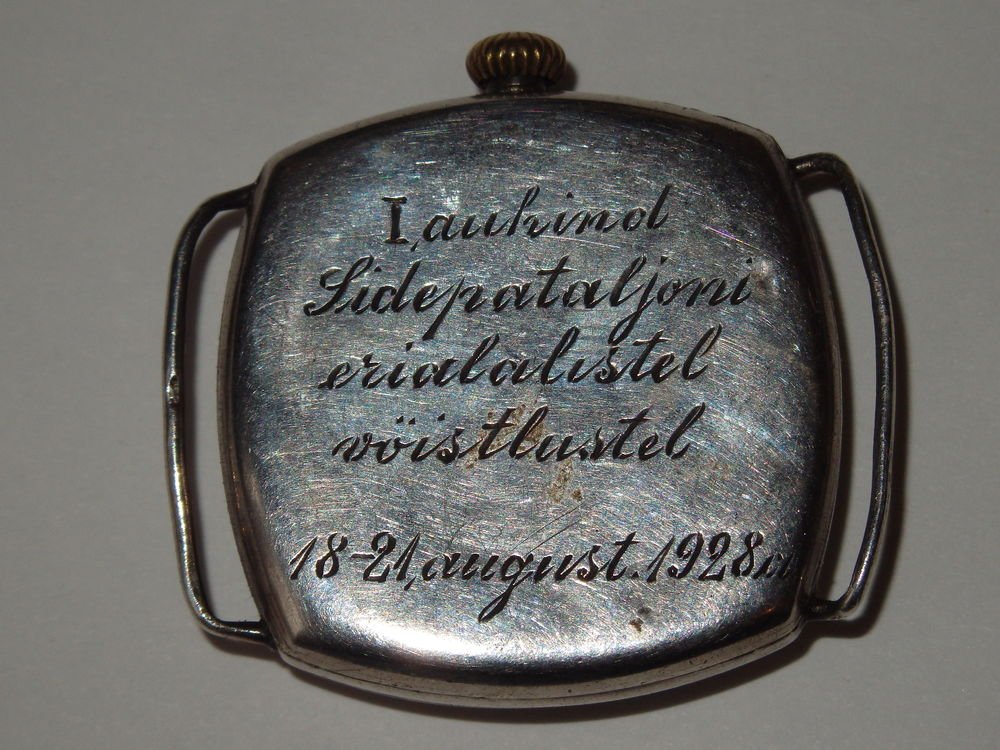 I, auhind
Sidepataljoni
erialalistel
võistlustel
18-21, august. 1928.a